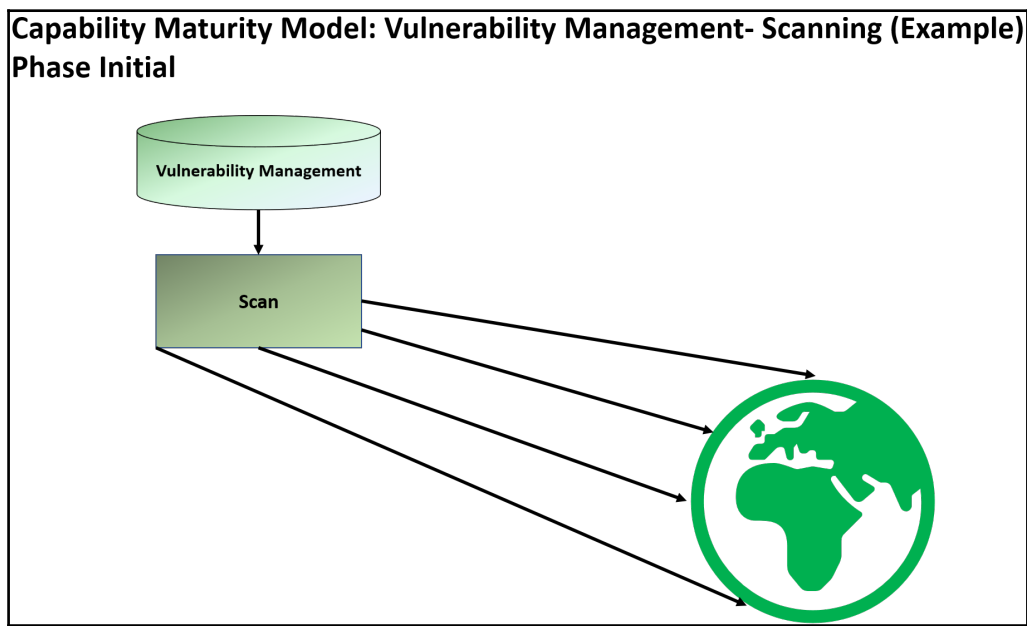 Capability Maturity Model: Vulnerability Management- Scanning (Example)
Phase Initial
Vulnerability Management
Scan